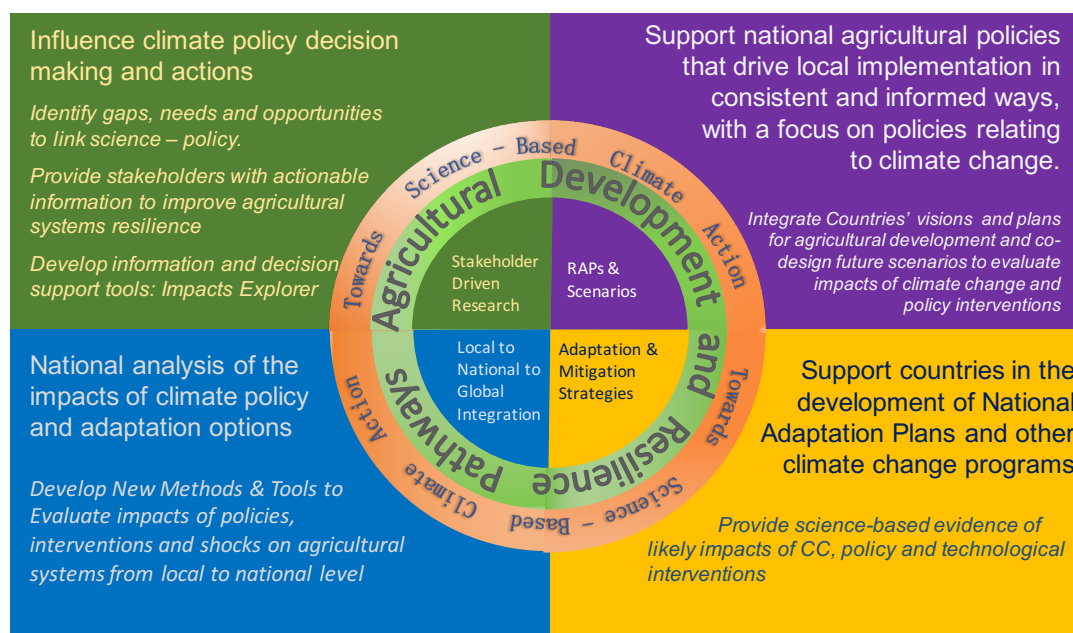 Influence climate policy decision
making and actions
Identify gaps, needs and opportunities
to link science – policy.
Provide stakeholders with actionable
information to improve agricultural
systems resilience
Develop information and decision
support tools: Impacts Explorer
Support national agricultural policies
that drive local implementation in
consistent and informed ways,
with a focus on policies relating
to climate change.
Integrate Countries' visions and plans
for agricultural development and co-
design future scenarios to evaluate
impacts of climate change and
policy interventions
Towards Science – Based Climate Action
Towards Science – Based Climate Action
Agricultural Development and Resilience Pathways
Stakeholder
Driven
Research
RAPs &
Scenarios
Local to
National to
Global
Integration
Adaptation &
Mitigation
Strategies
National analysis of the
impacts of climate policy
and adaptation options
Develop New Methods & Tools to
Evaluate impacts of policies,
interventions and shocks on agricultural
systems from local to national level
Support countries in the
development of National
Adaptation Plans and other
climate change programs
Provide science-based evidence of
likely impacts of CC, policy and technological
interventions